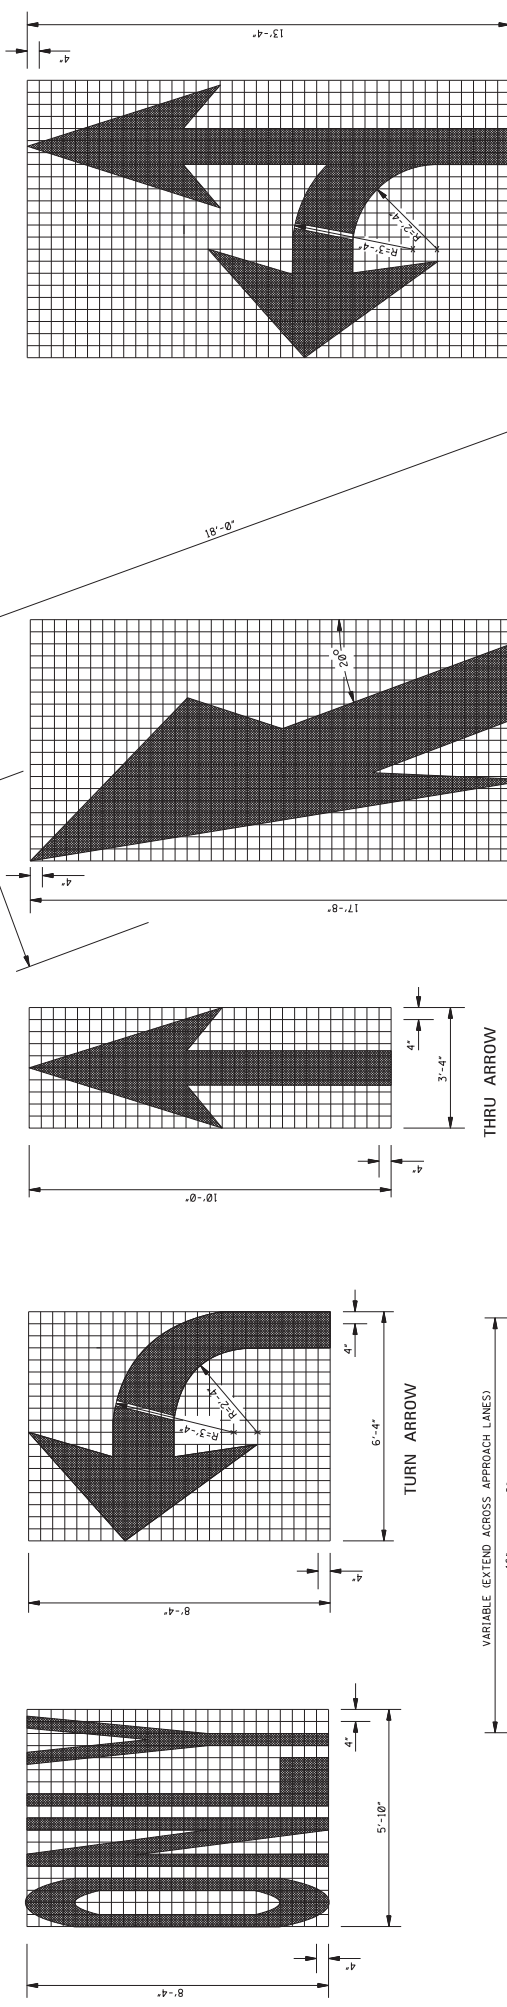 13'-4"
4"
R=2'-4"
R=3'-4"
18'-0"
20°
4"
17'-8"
4"
3'-4"
THRU ARROW
4"
10'-0"
4"
R=2'-4"
R=3'-4"
6'-4"
TURN ARROW
4"
8'-4"
VARIABLE (EXTEND ACROSS APPROACH LANES)
ONLY
4"
5'-10"
4"
8'-4"